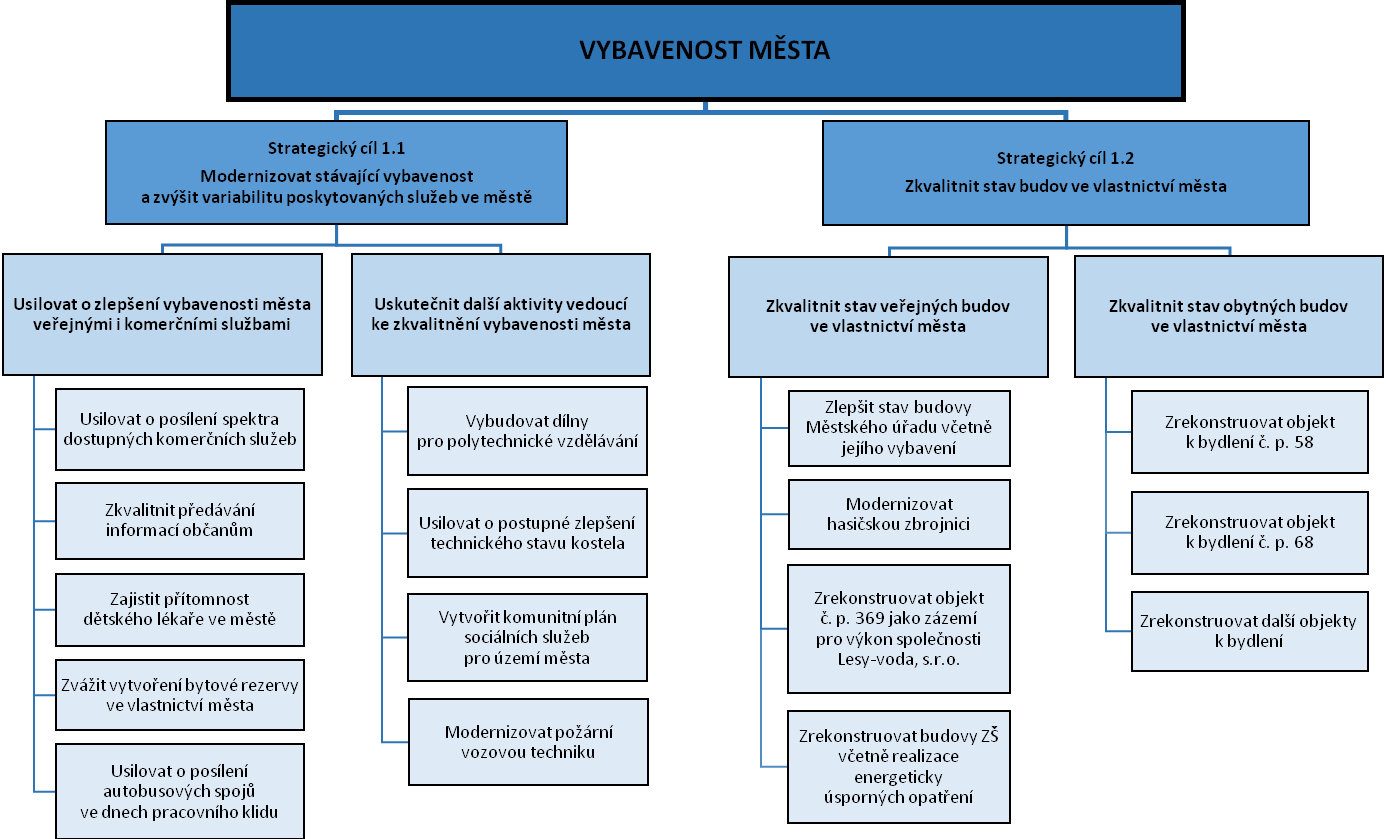 VYBAVENOST MĚSTA
Strategický cíl 1.1
Modernizovat stávající vybavenost
a zvýšit variabilitu poskytovaných služeb ve městě
Strategický cíl 1.2
Zkvalitnit stav budov ve vlastnictví města
Usilovat o zlepšení vybavenosti města
veřejnými i komerčními službami
Usilovat o posílení spektra
dostupných komerčních služeb
Zkvalitnit předávání
informací občanům
Zajistit přítomnost
dětského lékaře ve městě
Zvážit vytvoření bytové rezervy
ve vlastnictví města
Usilovat o posílení
autobusových spojů
ve dnech pracovního klidu
Uskutečnit další aktivity vedoucí
ke zkvalitnění vybavenosti města
Vybudovat dílny
pro polytechnické vzdělávání
Usilovat o postupné zlepšení
technického stavu kostela
Vytvořit komunitní plán
sociálních služeb
pro území města
Modernizovat požární
vozovou techniku
Zkvalitnit stav veřejných budov
ve vlastnictví města
Zlepšit stav budovy
Městského úřadu včetně
jejího vybavení
Modernizovat
hasičskou zbrojnici
Zrekonstruovat objekt
č. p. 369 jako zázemí
pro výkon společnosti
Lesy-voda, s.r.o.
Zrekonstruovat budovy ZŠ
včetně realizace
energeticky
úsporných opatření
Zkvalitnit stav obytných budov
ve vlastnictví města
Zrekonstruovat objekt
k bydlení č. p. 58
Zrekonstruovat objekt
k bydlení č. p. 68
Zrekonstruovat další objekty
k bydlení